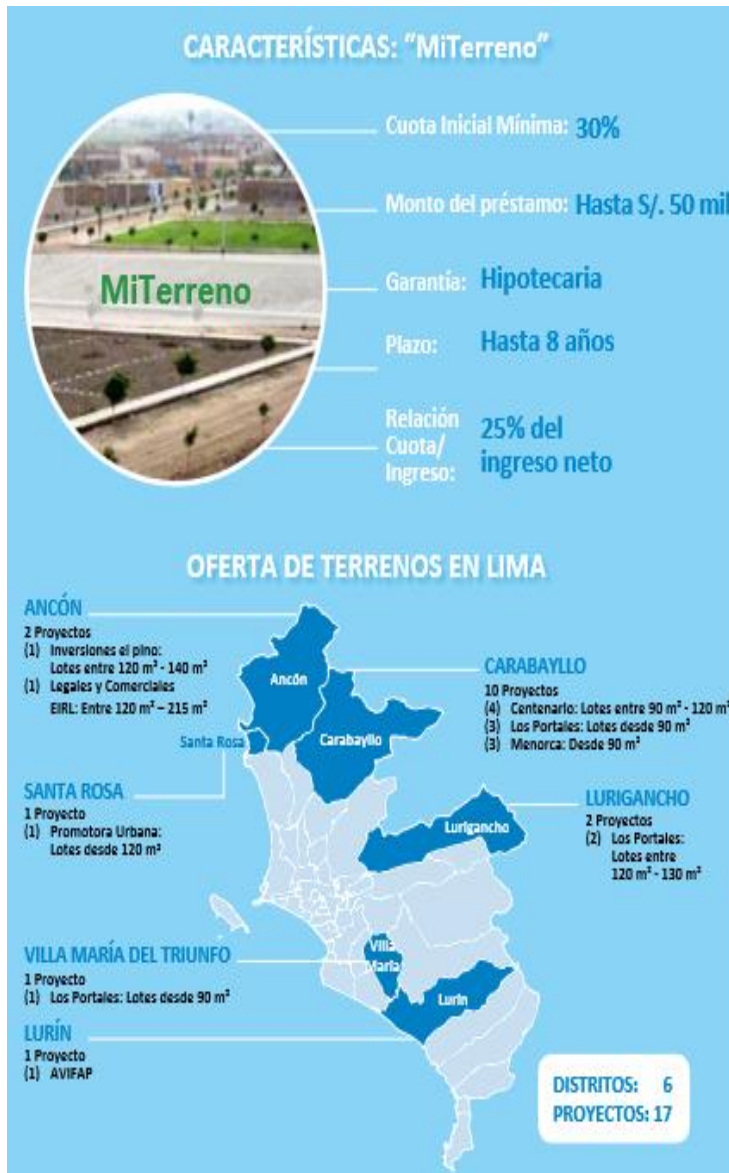 CARACTERÍSTICAS: "MiTerreno"
MiTerreno
Cuota Inicial Mínima: 30%
Monto del préstamo: Hasta S/. 50 mil
Garantía: Hipotecaria
Plazo: Hasta 8 años
Relación
Cuota/
Ingreso:
25% del
ingreso neto
OFERTA DE TERRENOS EN LIMA
ANCÓN
2 Proyectos
(1) Inversiones el pino:
Lotes entre 120 m² - 140 m²
(1) Legales y Comerciales
EIRL: Entre 120 m² – 215 m²
SANTA ROSA
1 Proyecto
(1) Promotora Urbana:
Lotes desde 120 m²
VILLA MARÍA DEL TRIUNFO
1 Proyecto
(1) Los Portales: Lotes desde 90 m²
LURÍN
1 Proyecto
(1) AVIFAP
Ancón
Santa Rosa
Carabayllo
Lurigancho
Villa
María
Lurín
CARABAYLLO
10 Proyectos
(4) Centenario: Lotes entre 90 m² - 120 m²
(3) Los Portales: Lotes desde 90 m²
(3) Menorca: Desde 90 m²
LURIGANCHO
2 Proyectos
(2) Los Portales:
Lotes entre
120 m² - 130 m²
DISTRITOS: 6
PROYECTOS: 17